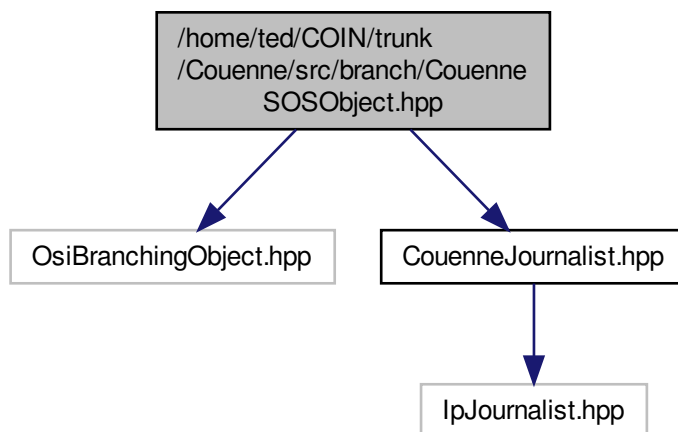 /home/ted/COIN/trunk
/Couenne/src/branch/Couenne
SOSObject.hpp
OsiBranchingObject.hpp
CouenneJournalist.hpp
IpJournalist.hpp